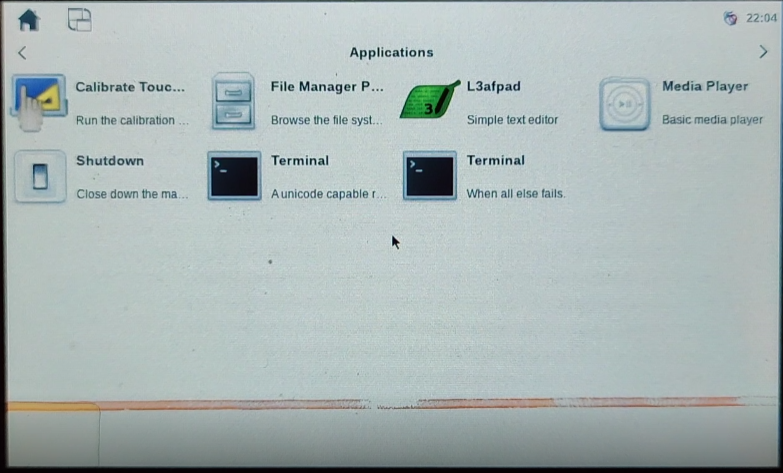 22:04
Applications
Calibrate Touc...
Run the calibration ...
File Manager P...
Browse the file syst...
L3afpad
Simple text editor
Media Player
Basic media player
Shutdown
Close down the ma...
Terminal
A unicode capable r...
Terminal
When all else fails.